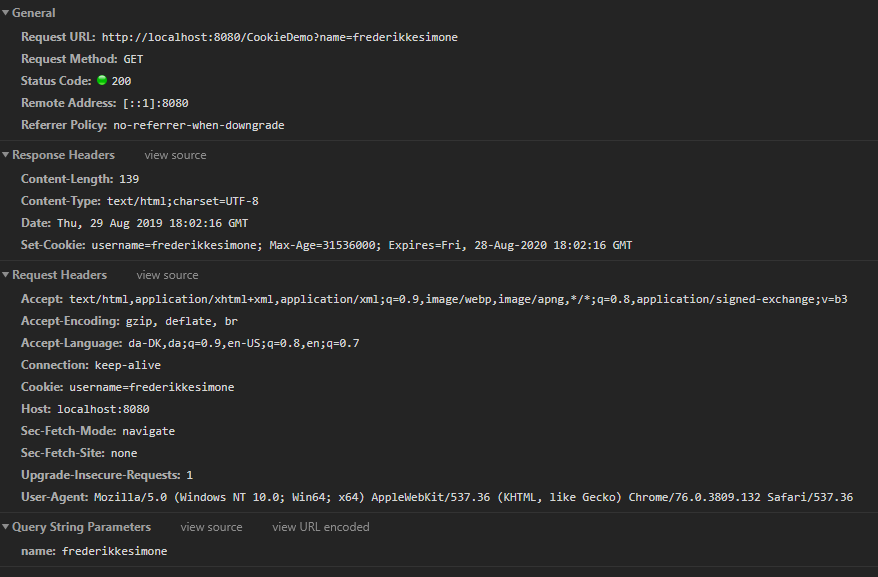 General
Request URL: http://localhost:8080/CookieDemo?name=frederikkesimone
Request Method: GET
Status Code: 200
Remote Address: [::1]:8080
Referrer Policy: no-referrer-when-downgrade
Response Headers view source
Content-Length: 139
Content-Type: text/html;charset=UTF-8
Date: Thu, 29 Aug 2019 18:02:16 GMT
Set-Cookie: username=frederikkesimone; Max-Age=31536000; Expires=Fri, 28-Aug-2020 18:02:16 GMT
Request Headers view source
Accept: text/html,application/xhtml+xml,application/xml;q=0.9,image/webp,image/apng,*/*;q=0.8,application/signed-exchange;v=b3
Accept-Encoding: gzip, deflate, br
Accept-Language: da-DK,da;q=0.9,en-US;q=0.8,en;q=0.7
Connection: keep-alive
Cookie: username=frederikkesimone
Host: localhost:8080
Sec-Fetch-Mode: navigate
Sec-Fetch-Site: none
Upgrade-Insecure-Requests: 1
User-Agent: Mozilla/5.0 (Windows NT 10.0; Win64; x64) AppleWebKit/537.36 (KHTML, like Gecko) Chrome/76.0.3809.132 Safari/537.36
Query String Parameters view source view URL encoded
name: frederikkesimone